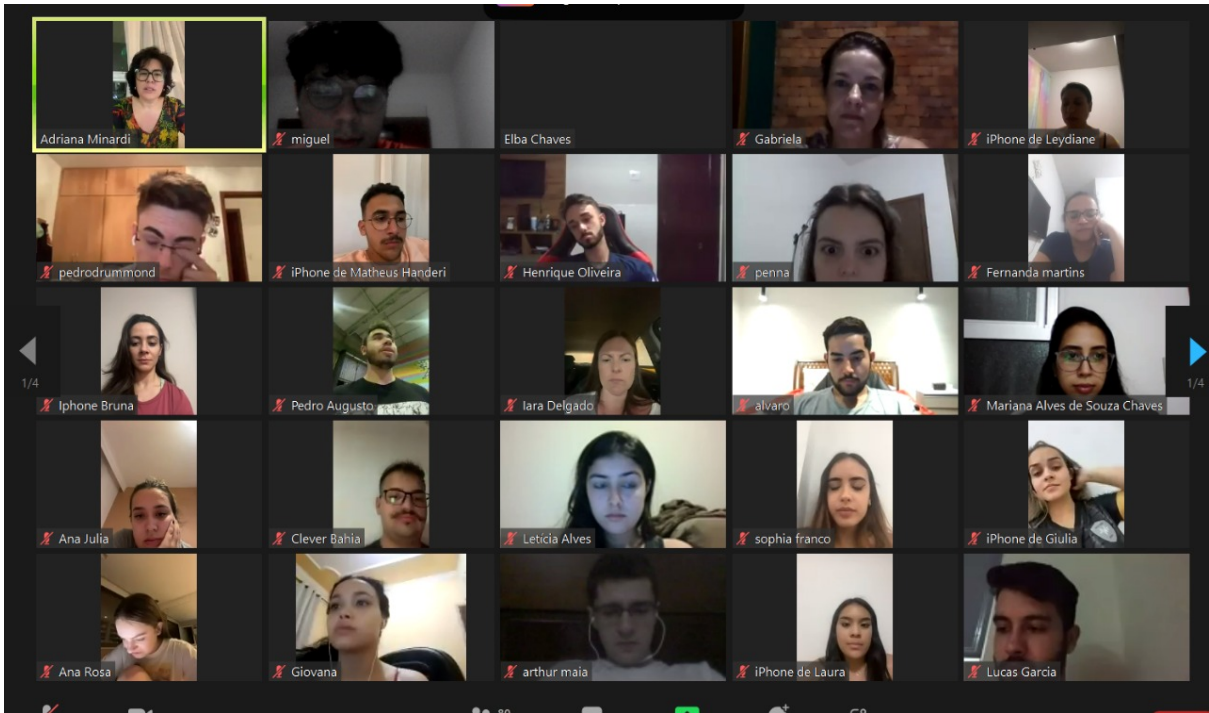 Adriana Minardi
miguel
Elba Chaves
Gabriela
iPhone de Leydiane
pedrodrummond
iPhone de Matheus Handeri
Henrique Oliveira
penna
Fernanda martins
1/4
1/4
Iphone Bruna
Pedro Augusto
Iara Delgado
alvaro
Mariana Alves de Souza Chaves
Ana Julia
Clever Bahia
Letícia Alves
sophia franco
iPhone de Giulia
Ana Rosa
Giovana
arthur maia
iPhone de Laura
Lucas Garcia